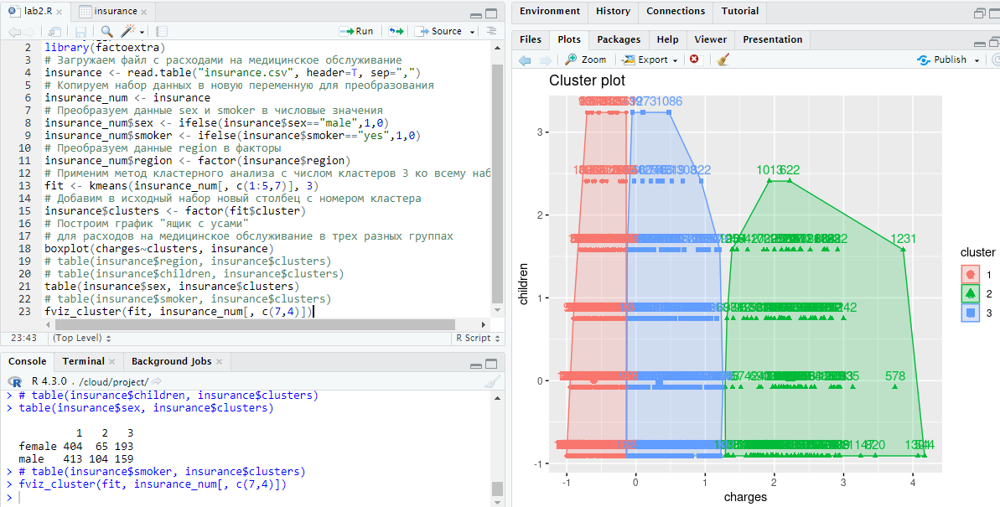 lab2.R
insurance
Run
Source
2 library(factoextra)
3 # Загружаем файл с расходами на медицинское обслуживание
4 insurance <- read.table("insurance.csv", header=T, sep=",")
5 # Копируем набор данных в новую переменную для преобразования
6 insurance_num <- insurance
7 # Преобразуем данные sex и smoker в числовые значения
8 insurance_num$sex <- ifelse(insurance$sex=="male",1,0)
9 insurance_num$smoker <- ifelse(insurance$smoker=="yes",1,0)
10 # Преобразуем данные region в факторы
11 insurance_num$region <- factor(insurance$region)
12 # Применим метод кластерного анализа с числом кластеров 3 ко всему наб
13 fit <- kmeans(insurance_num[, c(1:5,7)], 3)
14 # Добавим в исходный набор новый столбец с номером кластера
15 insurance$clusters <- factor(fit$cluster)
16 # Построим график "ящик с усами"
17 # для расходов на медицинское обслуживание в трех разных группах
18 boxplot(charges~clusters, insurance)
19 # table(insurance$region, insurance$clusters)
20 # table(insurance$children, insurance$clusters)
21 table(insurance$sex, insurance$clusters)
22 # table(insurance$smoker, insurance$clusters)
23 fviz_cluster(fit, insurance_num[, c(7,4)])
23:43 (Top Level) R Script
Console Terminal Background Jobs
R 4.3.0 . /cloud/project/
> # table(insurance$children, insurance$clusters)
> table(insurance$sex, insurance$clusters)
1 2 3
female 404 65 193
male 413 104 159
> # table(insurance$smoker, insurance$clusters)
> fviz_cluster(fit, insurance_num[, c(7,4)])
>
Environment History Connections Tutorial
Files Plots Packages Help Viewer Presentation
Zoom Export Publish
Cluster plot
1086
322
1013 622
1231
242
578
children
3
2
1
0
-1
-1 0 1 2 3 4
charges
cluster
1
2
3